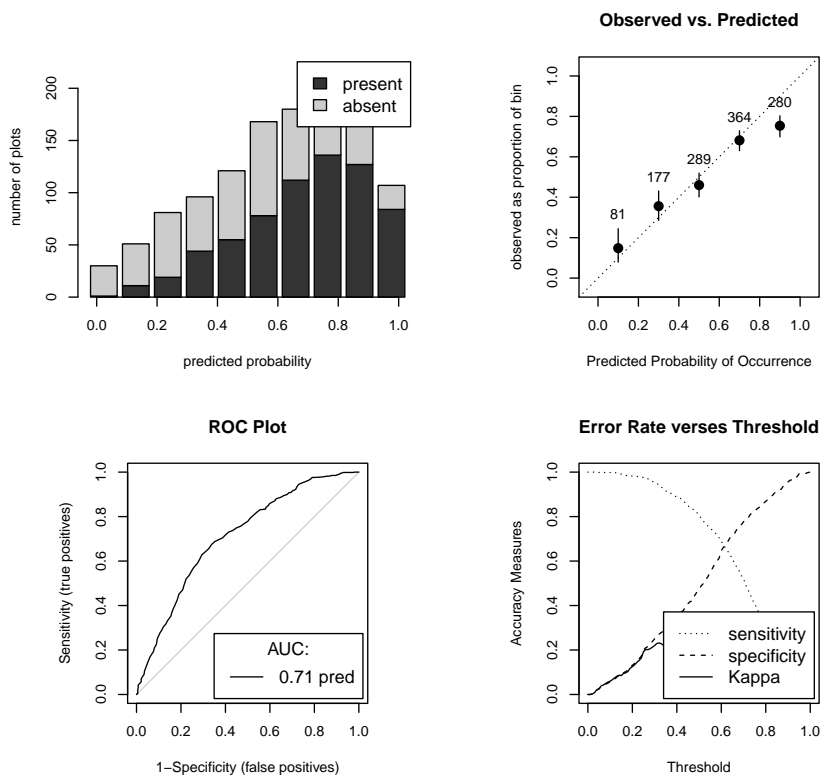 number of plots
200
150
100
50
0
present
absent
0.0 0.2 0.4 0.6 0.8 1.0
predicted probability
Observed vs. Predicted
observed as proportion of bin
1.0
0.8
0.6
0.4
0.2
0.0
81
177
289
364
280
0.0 0.2 0.4 0.6 0.8 1.0
Predicted Probability of Occurrence
ROC Plot
Sensitivity (true positives)
1.0
0.8
0.6
0.4
0.2
0.0
AUC:
0.71 pred
0.0 0.2 0.4 0.6 0.8 1.0
1−Specificity (false positives)
Error Rate verses Threshold
Accuracy Measures
1.0
0.8
0.6
0.4
0.2
0.0
sensitivity
specificity
Kappa
0.0 0.2 0.4 0.6 0.8 1.0
Threshold